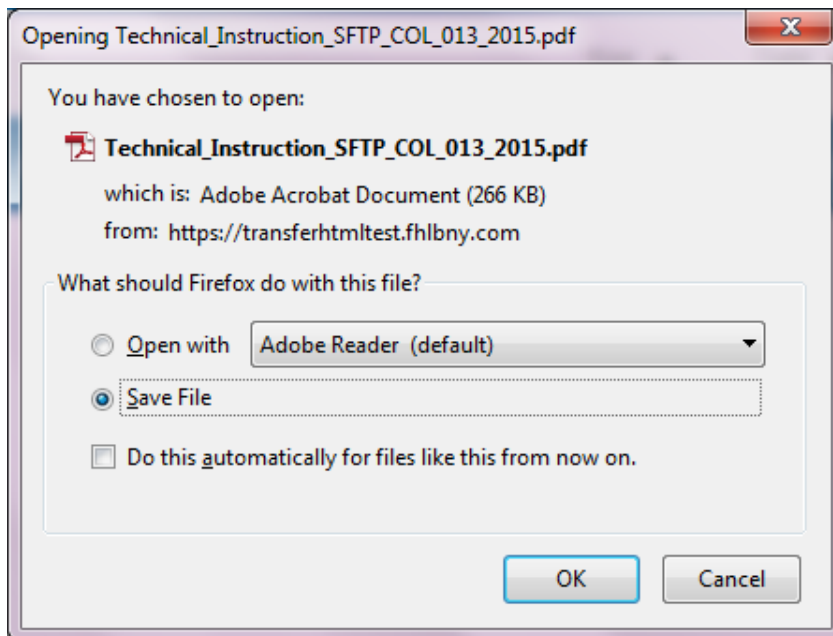 Opening Technical_Instruction_SFTP_COL_013_2015.pdf
You have chosen to open:
Technical_Instruction_SFTP_COL_013_2015.pdf
which is: Adobe Acrobat Document (266 KB)
from: https://transferhtmltest.fhlbny.com
What should Firefox do with this file?
Open with Adobe Reader (default)
Save File
Do this automatically for files like this from now on.
OK Cancel